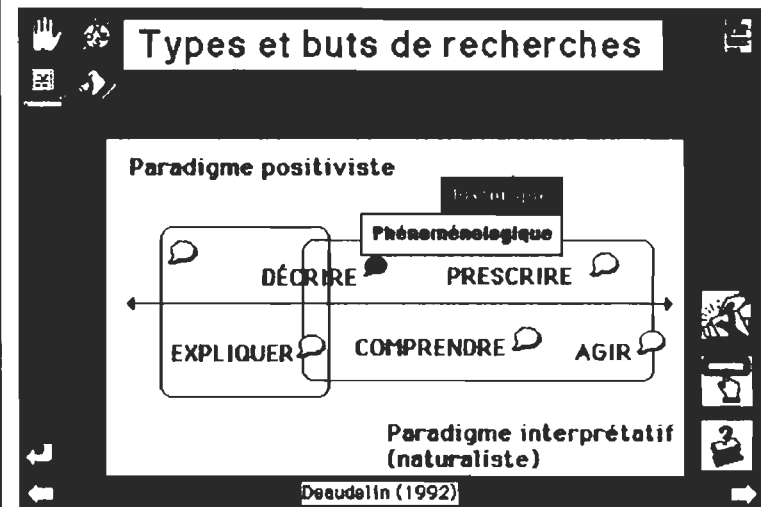 Types et buts de recherches
Paradigme positiviste
Phénoménologique
DÉCRIRE
PRESCRIRE
EXPLIQUER
COMPRENDRE
AGIR
Paradigme interprétatif
(naturaliste)
Deaudelin (1992)
?